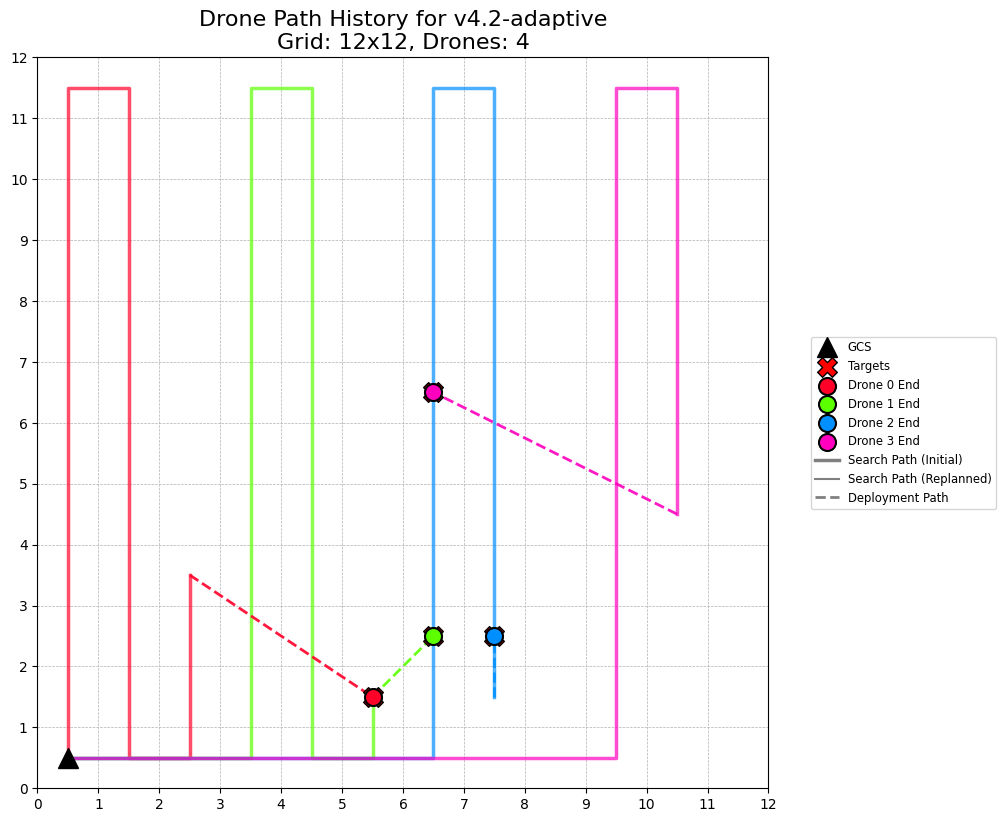 Drone Path History for v4.2-adaptive
Grid: 12x12, Drones: 4
12
11
10
9
8
7
6
5
4
3
2
1
0
0 1 2 3 4 5 6 7 8 9 10 11 12
GCS
Targets
Drone 0 End
Drone 1 End
Drone 2 End
Drone 3 End
Search Path (Initial)
Search Path (Replanned)
Deployment Path